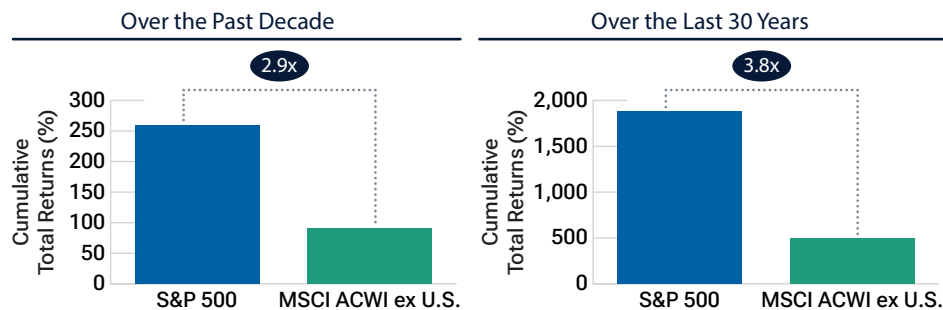 Over the Past Decade
2.9x
Cumulative
Total Returns (%)
300
250
200
150
100
50
0
S&P 500
MSCI ACWI ex U.S.
Over the Last 30 Years
3.8x
Cumulative
Total Returns (%)
2,000
1,500
1,000
500
0
S&P 500
MSCI ACWI ex U.S.